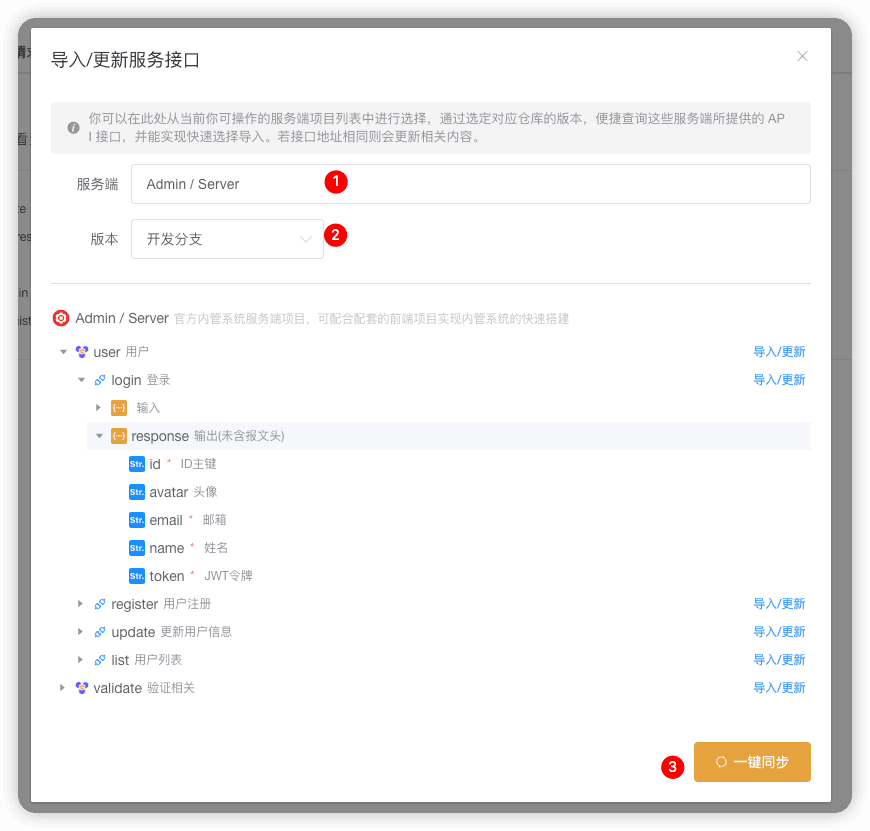 导入/更新服务接口
你可以在此处从当前你可操作的服务端项目列表中进行选择，通过选定对应仓库的版本，便捷查询这些服务端所提供的 AP
I 接口，并能实现快速选择导入。若接口地址相同则会更新相关内容。
服务端 Admin / Server 1
版本 开发分支 2
Admin / Server 官方内管系统服务端项目，可配合配套的前端项目实现内管系统的快速搭建
user 用户 导入/更新
login 登录 导入/更新
{···} 输入
{···} response 输出(未含报文头)
Str. id * ID主键
Str. avatar 头像
Str. email * 邮箱
Str. name * 姓名
Str. token * JWT令牌
register 用户注册 导入/更新
update 更新用户信息 导入/更新
list 用户列表 导入/更新
validate 验证相关 导入/更新
3 一键同步